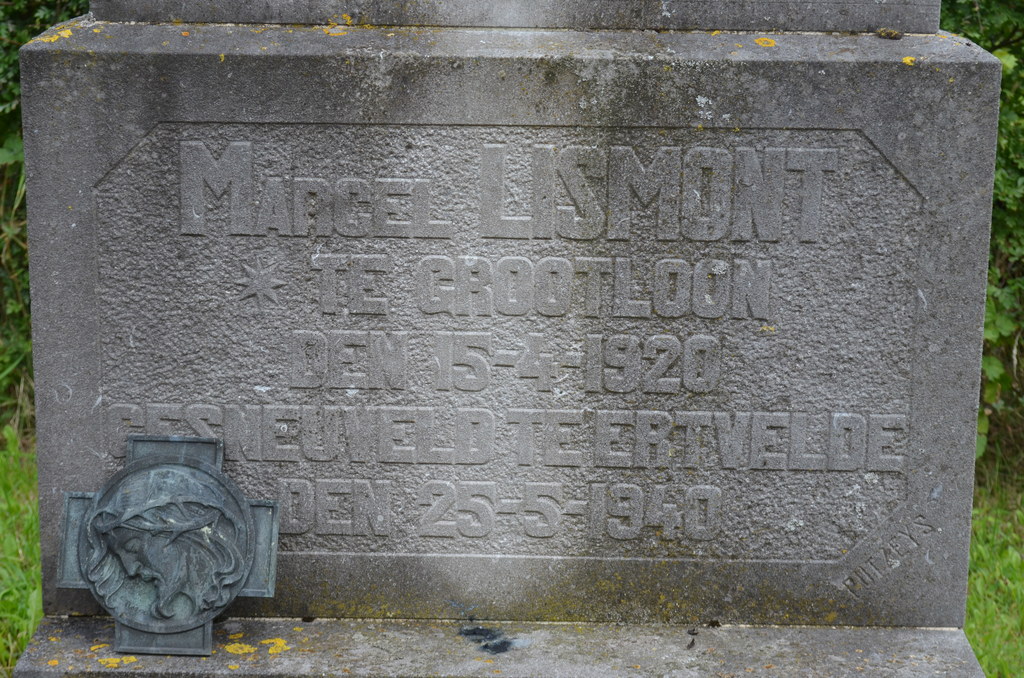 MARCEL LISMONT
* TE GROOTLOON
DEN 15-4-1920
GESNEUVELD TE ERTVELDE
DEN 25-5-1940
PUTZEYS